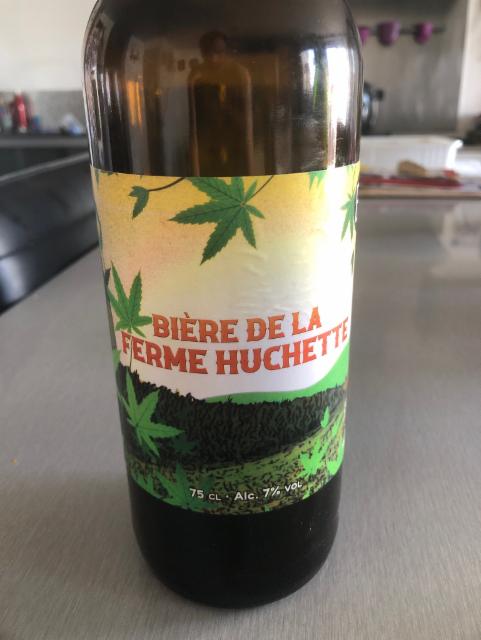 BIÈRE DE LA
FERME HUCHETTE
75 CL · Alc. 7% VOL